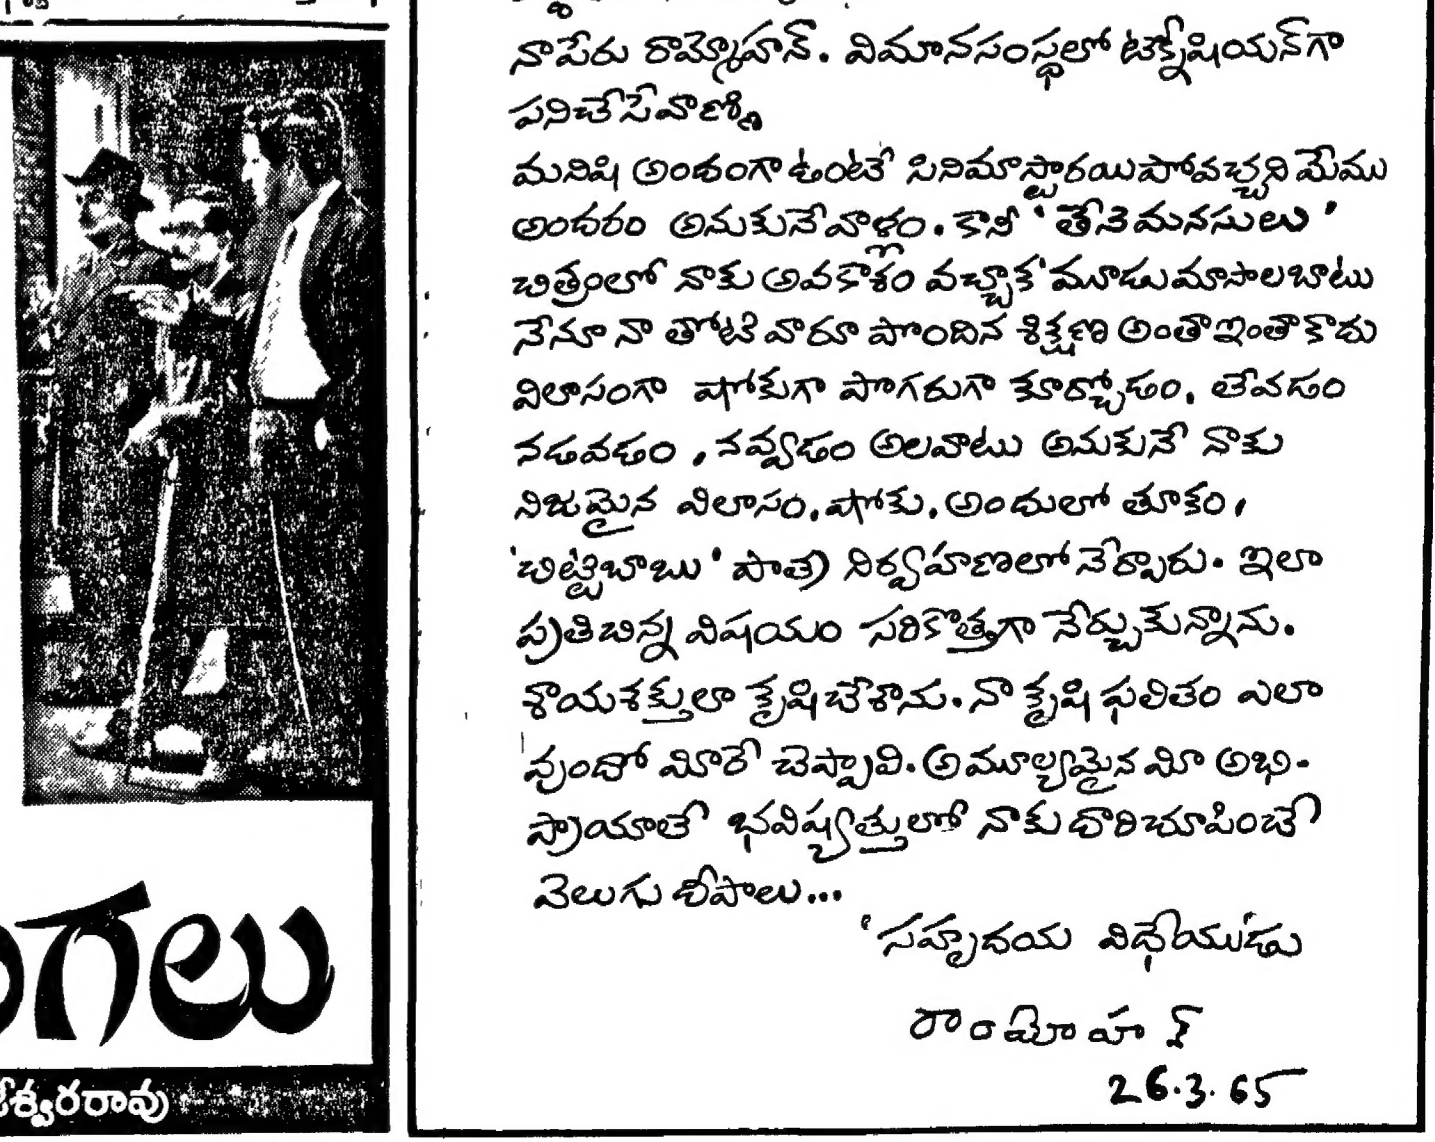 నాపేరు రామ్మోహన్. విమానసంస్థలో టెక్నీషియన్‌గా
పనిచేసేవాణ్ణి
మనిషి అందంగా ఉంటే సినిమాస్టారయిపోవచ్చని మేము
అందరం అనుకునేవాళ్లం. కానీ 'తేనెమనసులు'
చిత్రంలో నాకు అవకాశం వచ్చాక మూడుమాసాలబాటు
నేనూ నా తోటి వారూ పొందిన శిక్షణ అంతా ఇంతా కాదు
విలాసంగా షోకుగా పొగరుగా కూర్చోడం, లేవడం
నడవడం, నవ్వడం అలవాటు అనుకునే నాకు
నిజమైన విలాసం, షోకు, అందులో తూకం,
'చిట్టిబాబు' పాత్ర నిర్వహణలో నేర్పారు. ఇలా
ప్రతిచిన్న విషయం సరికొత్తగా నేర్చుకున్నాను.
శాయశక్తులా కృషిచేశాను. నా కృషి ఫలితం ఎలా
వుందో మీరే చెప్పాలి. అమూల్యమైన మీ అభి-
ప్రాయాలే భవిష్యత్తులో నాకు దారిచూపించే
వెలుగు దీపాలు...
'సహృదయ విధేయుడు
రాంమోహన్
26.3.65
గలు
శ్వరరావు